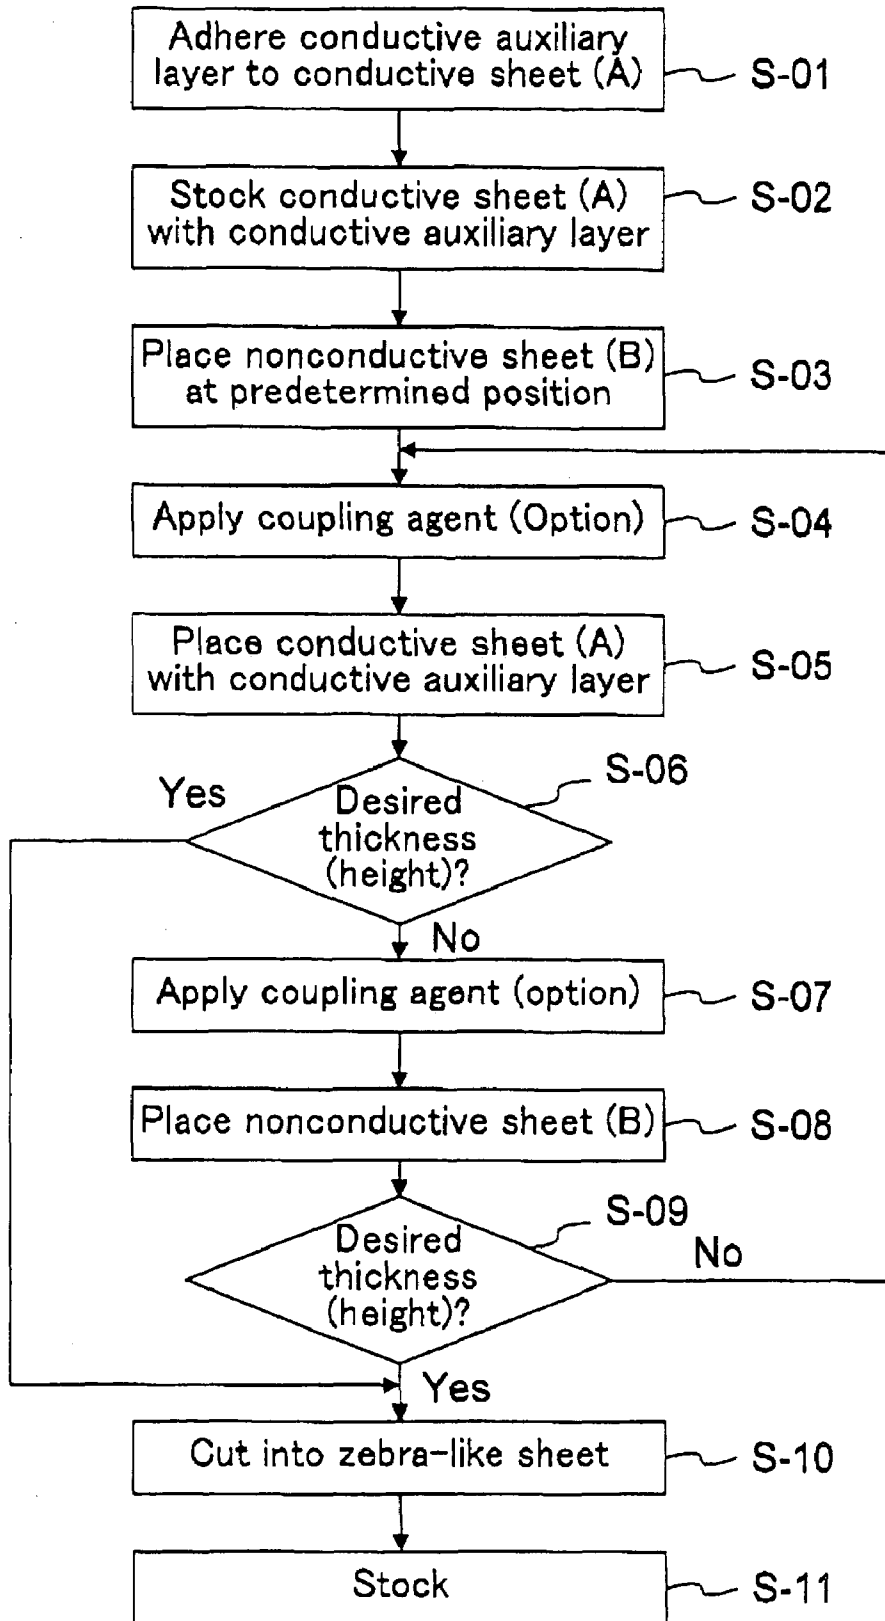 Adhere conductive auxiliary
layer to conductive sheet (A)
S-01
Stock conductive sheet (A)
with conductive auxiliary layer
S-02
Place nonconductive sheet (B)
at predetermined position
S-03
Apply coupling agent (Option)
S-04
Place conductive sheet (A)
with conductive auxiliary layer
S-05
S-06
Yes
Desired
thickness
(height)?
No
Apply coupling agent (option)
S-07
Place nonconductive sheet (B)
S-08
S-09
Desired
thickness
(height)?
No
Yes
Cut into zebra-like sheet
S-10
Stock
S-11